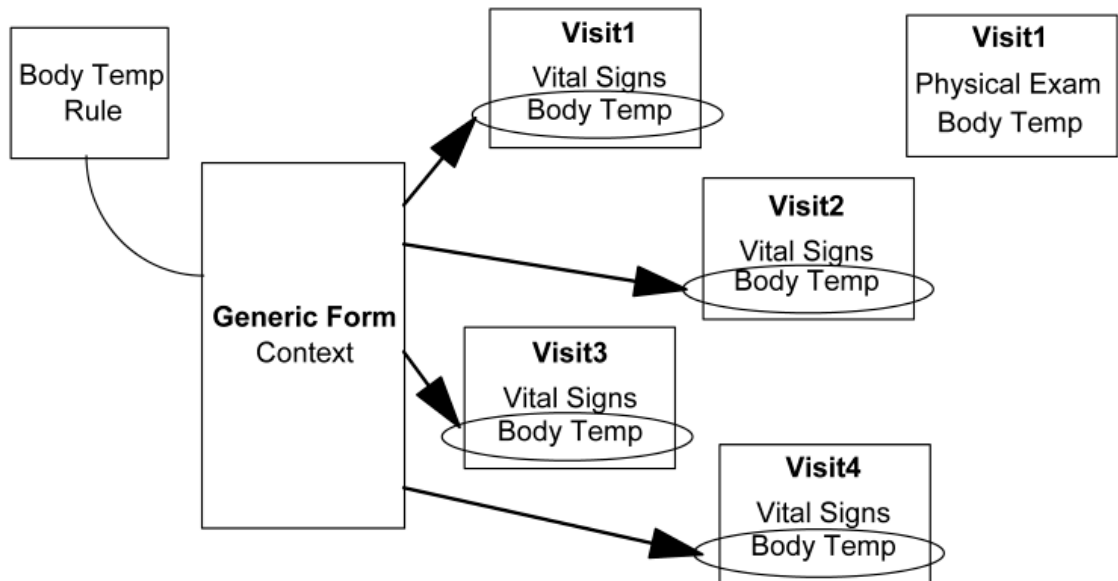 Body Temp
Rule
Generic Form
Context
Visit1
Vital Signs
Body Temp
Visit1
Physical Exam
Body Temp
Visit2
Vital Signs
Body Temp
Visit3
Vital Signs
Body Temp
Visit4
Vital Signs
Body Temp